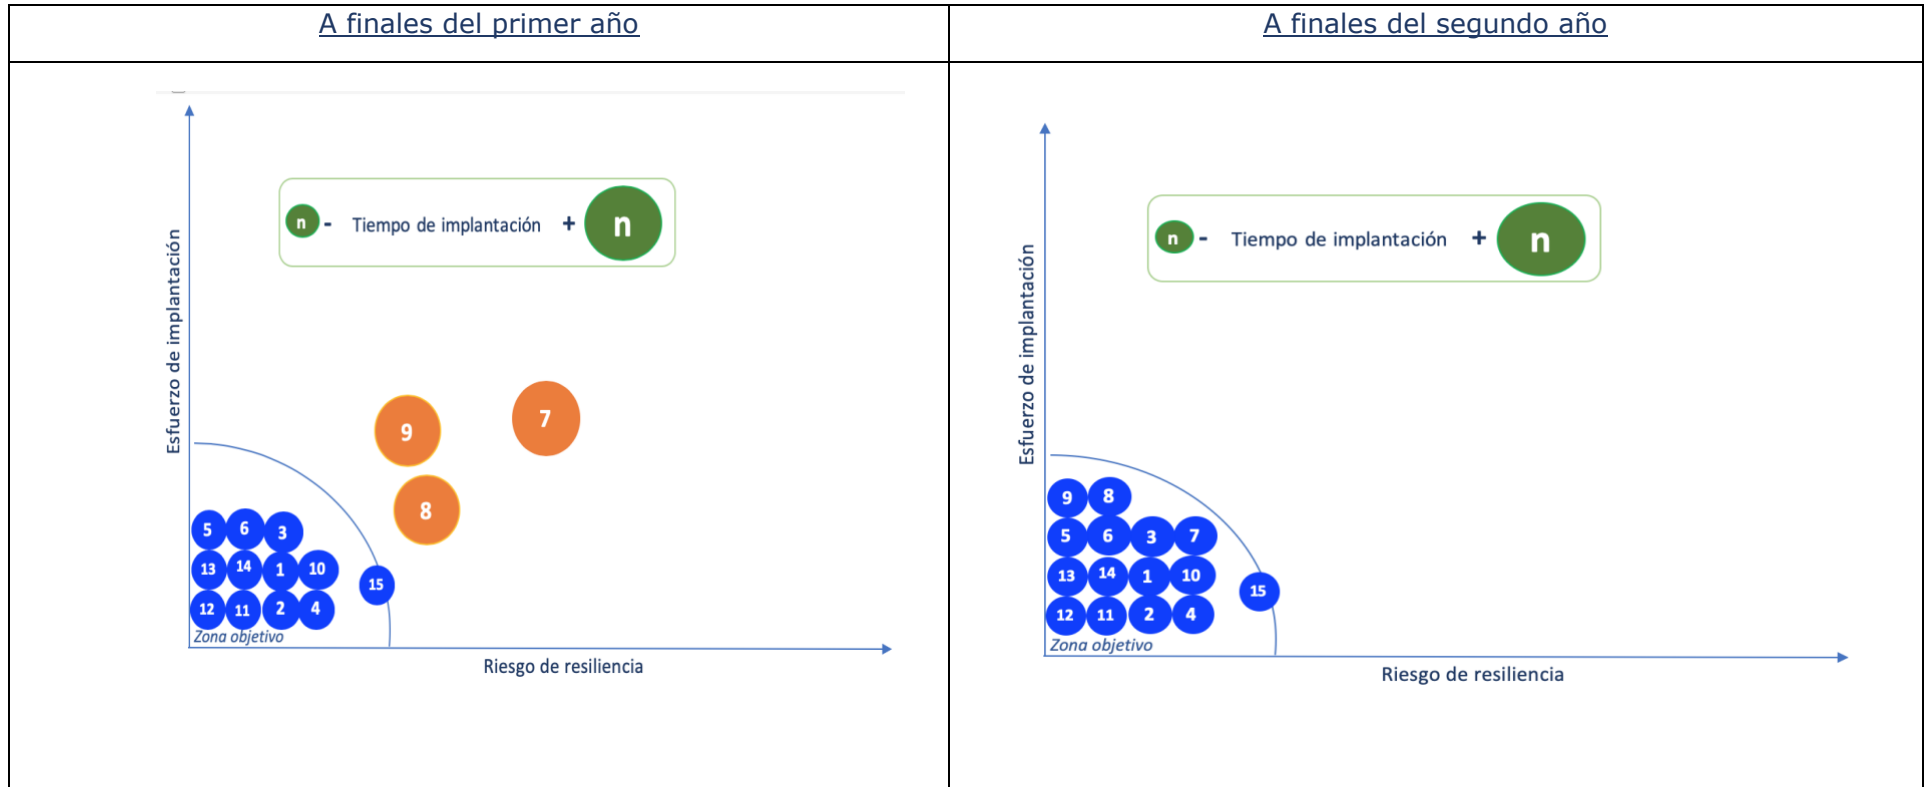 A finales del primer año
A finales del segundo año
n - Tiempo de implantación + n
Esfuerzo de implantación
9
7
8
5 6 3
13 14 1 10
15
12 11 2 4
Zona objetivo
Riesgo de resiliencia
n - Tiempo de implantación + n
Esfuerzo de implantación
9 8
5 6 3 7
13 14 1 10
15
12 11 2 4
Zona objetivo
Riesgo de resiliencia